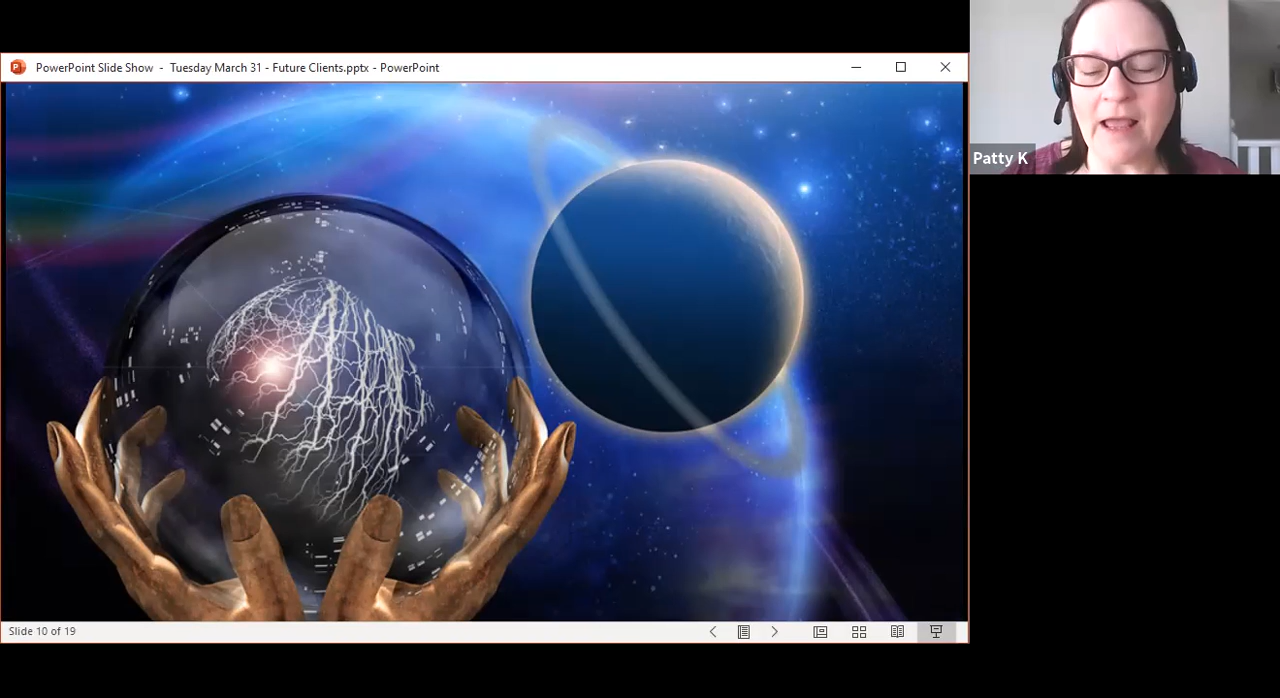 PowerPoint Slide Show - Tuesday March 31 - Future Clients.pptx - PowerPoint
Patty K
Slide 10 of 19